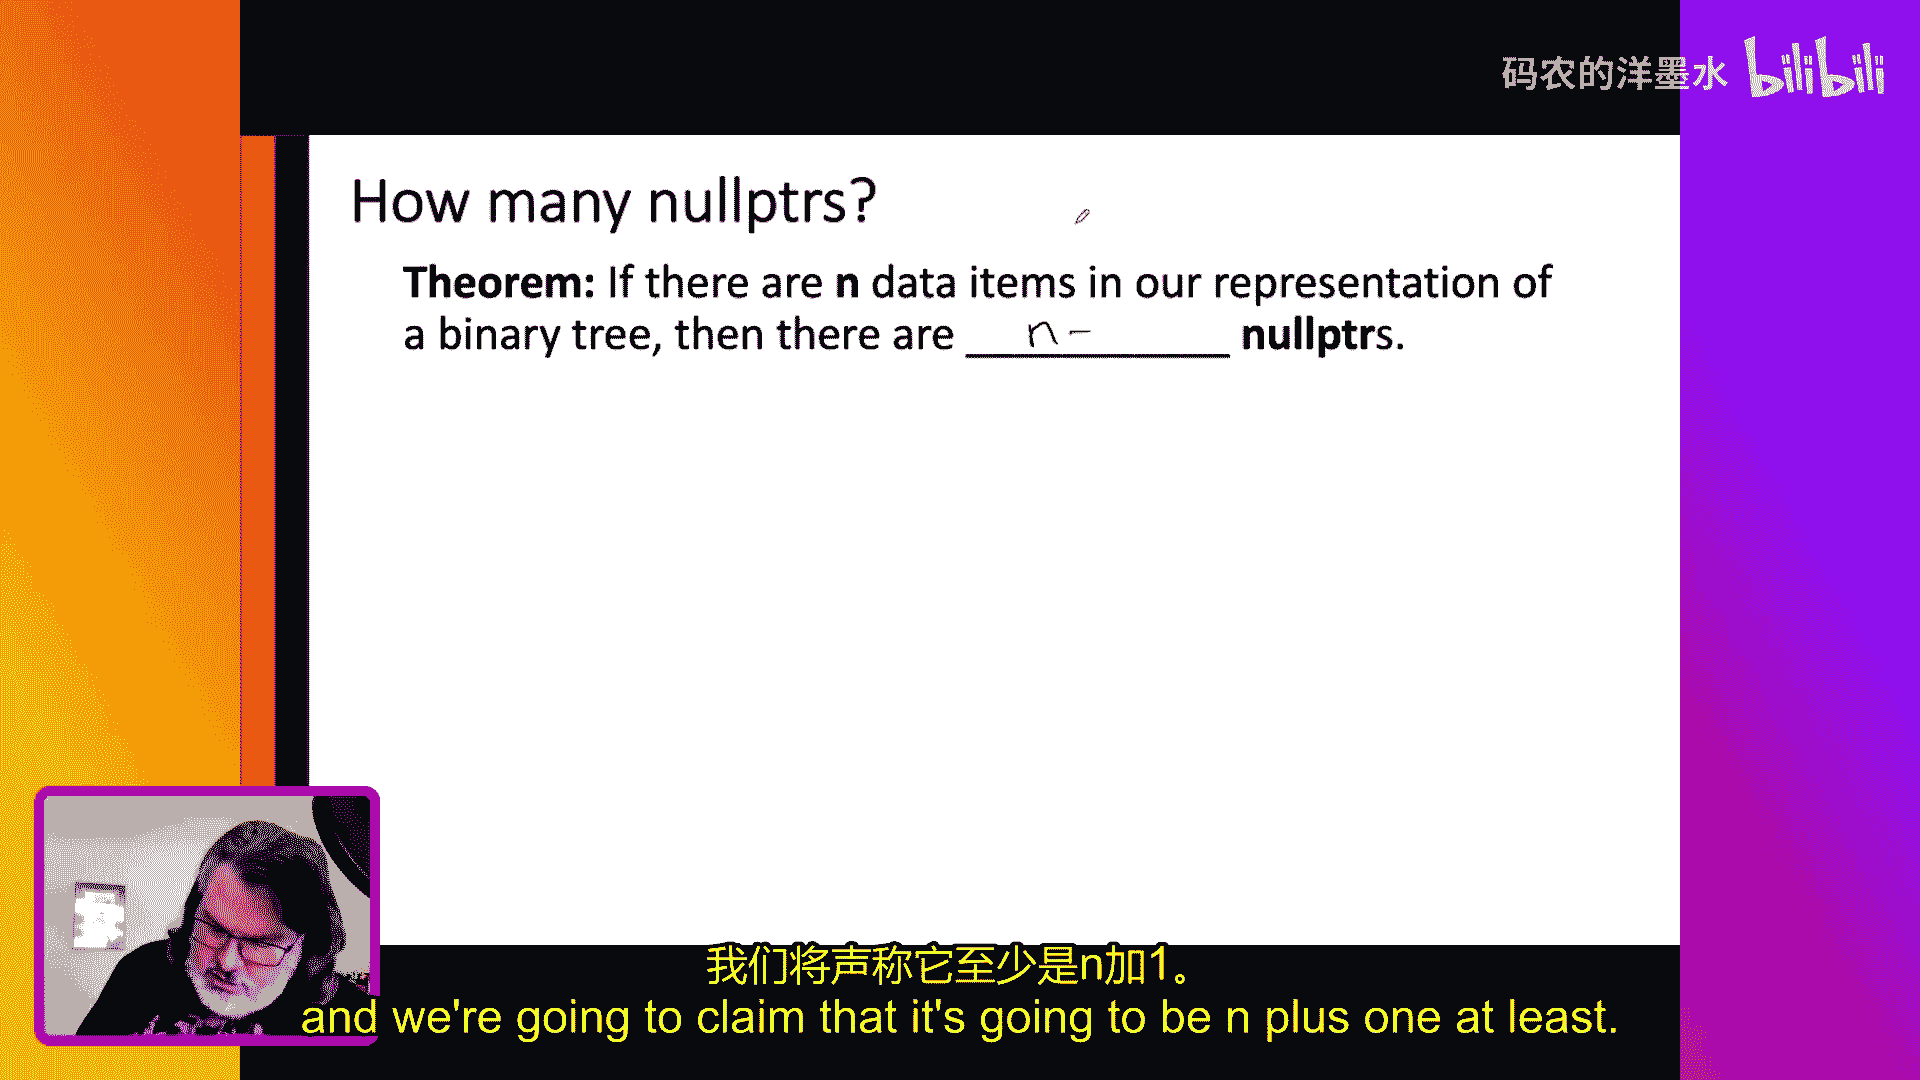 码农的洋墨水 bilibili
How many nullptrs?
Theorem: If there are n data items in our representation of
a binary tree, then there are n- nullptrs.
我们将声称它至少是n加1。
and we're going to claim that it's going to be n plus one at least.